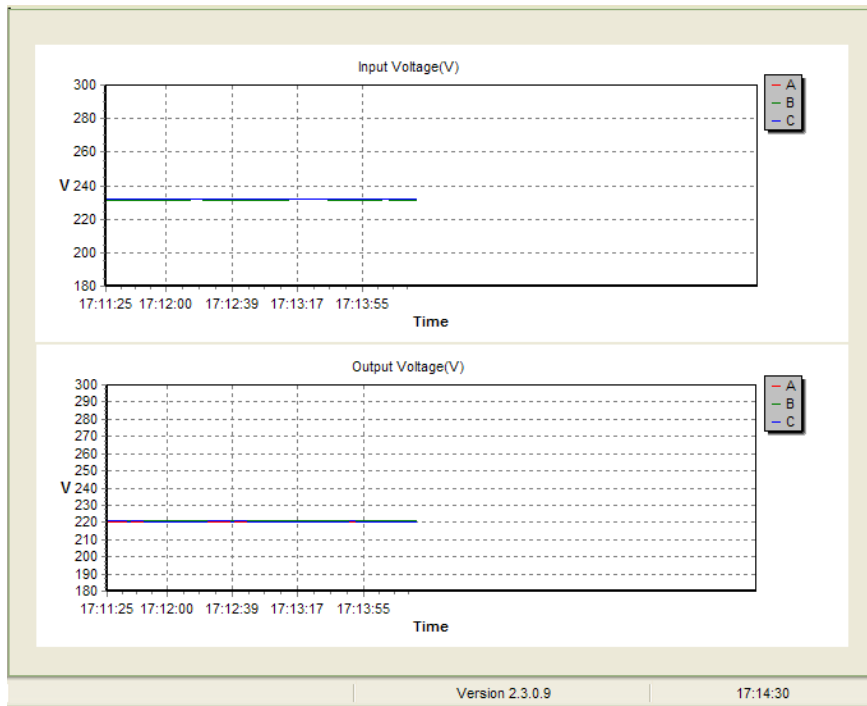 Input Voltage(V)
300
280
260
V 240
220
200
180
17:11:25 17:12:00 17:12:39 17:13:17 17:13:55
Time
A
B
C
Output Voltage(V)
300
290
280
270
260
250
V 240
230
220
210
200
190
180
17:11:25 17:12:00 17:12:39 17:13:17 17:13:55
Time
A
B
C
Version 2.3.0.9 17:14:30